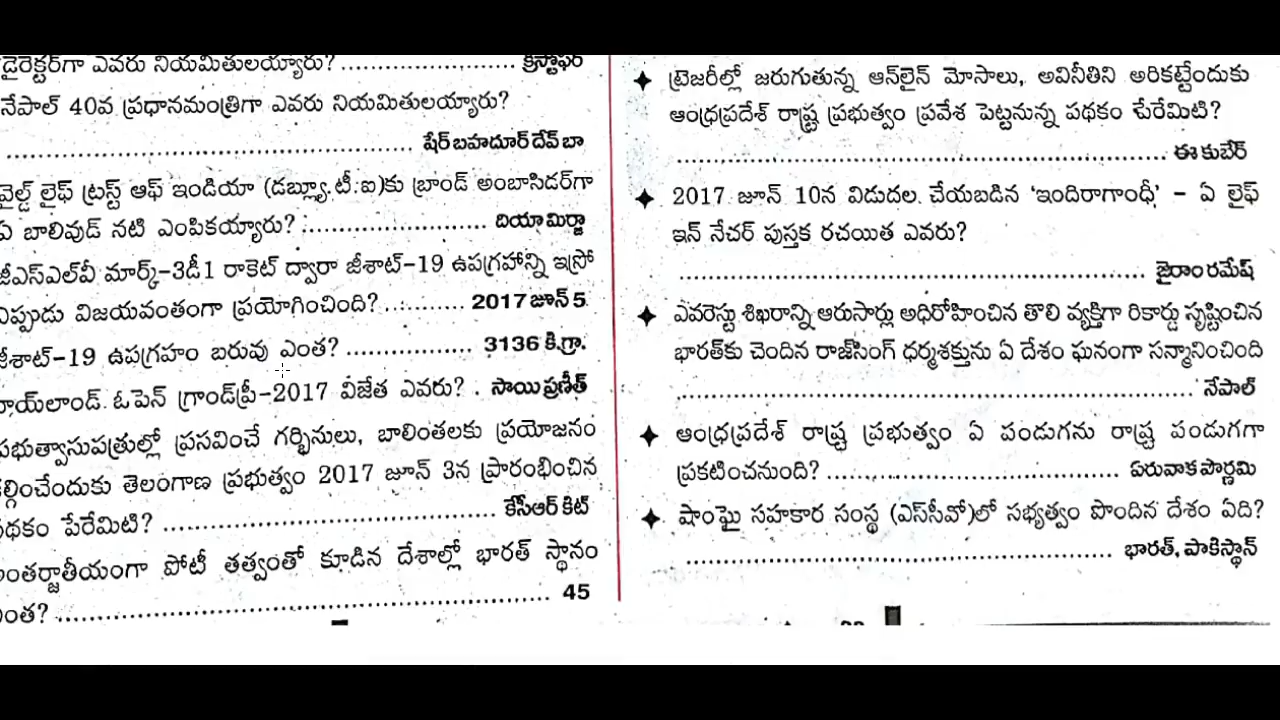 డైరెక్టర్‌గా ఎవరు నియమితులయ్యారు? ........................ క్రిస్టోఫర్
నేపాల్ 40వ ప్రధానమంత్రిగా ఎవరు నియమితులయ్యారు?
........................................................ షేర్ బహదూర్ దేవ్ బా
వైల్డ్ లైఫ్ ట్రస్ట్ ఆఫ్ ఇండియా (డబ్ల్యూ.టీ.ఐ)కు బ్రాండ్ అంబాసిడర్‌గా
ఏ బాలీవుడ్ నటి ఎంపికయ్యారు? ......................... దియా మిర్జా
జీఎస్ఎల్‌వీ మార్క్-3డీ1 రాకెట్ ద్వారా జీశాట్-19 ఉపగ్రహాన్ని ఇస్రో
ఎప్పుడు విజయవంతంగా ప్రయోగించింది? ........... 2017 జూన్ 5
జీశాట్-19 ఉపగ్రహం బరువు ఎంత? ................. 3136 కి.గ్రా.
థాయ్‌లాండ్ ఓపెన్ గ్రాండ్‌ప్రీ-2017 విజేత ఎవరు? . సాయి ప్రణీత్
ప్రభుత్వాసుపత్రుల్లో ప్రసవించే గర్భినులు, బాలింతలకు ప్రయోజనం
కల్గించేందుకు తెలంగాణ ప్రభుత్వం 2017 జూన్ 3న ప్రారంభించిన
పథకం పేరేమిటి? .............................................. కేసీఆర్ కిట్
అంతర్జాతీయంగా పోటీ తత్వంతో కూడిన దేశాల్లో భారత్ స్థానం
ఎంత? .................................................................. 45
✦ ట్రెజరీల్లో జరుగుతున్న ఆన్‌లైన్ మోసాలు, అవినీతిని అరికట్టేందుకు
ఆంధ్రప్రదేశ్ రాష్ట్ర ప్రభుత్వం ప్రవేశ పెట్టనున్న పథకం పేరేమిటి?
.................................................................. ఈ కుబేర్
✦ 2017 జూన్ 10న విడుదల చేయబడిన 'ఇందిరాగాంధీ' - ఏ లైఫ్
ఇన్ నేచర్ పుస్తక రచయిత ఎవరు?
............................................................... జైరాం రమేష్
✦ ఎవరెస్టు శిఖరాన్ని ఆరుసార్లు అధిరోహించిన తొలి వ్యక్తిగా రికార్డు సృష్టించిన
భారత్‌కు చెందిన రాజ్‌సింగ్ ధర్మశక్తును ఏ దేశం ఘనంగా సన్మానించింది
...................................................................... నేపాల్
✦ ఆంధ్రప్రదేశ్ రాష్ట్ర ప్రభుత్వం ఏ పండుగను రాష్ట్ర పండుగగా
ప్రకటించనుంది? ........................................ ఏరువాక పౌర్ణమి
✦ షాంఘై సహకార సంస్థ (ఎస్‌సీవో)లో సభ్యత్వం పొందిన దేశం ఏది?
.......................................................... భారత్, పాకిస్థాన్